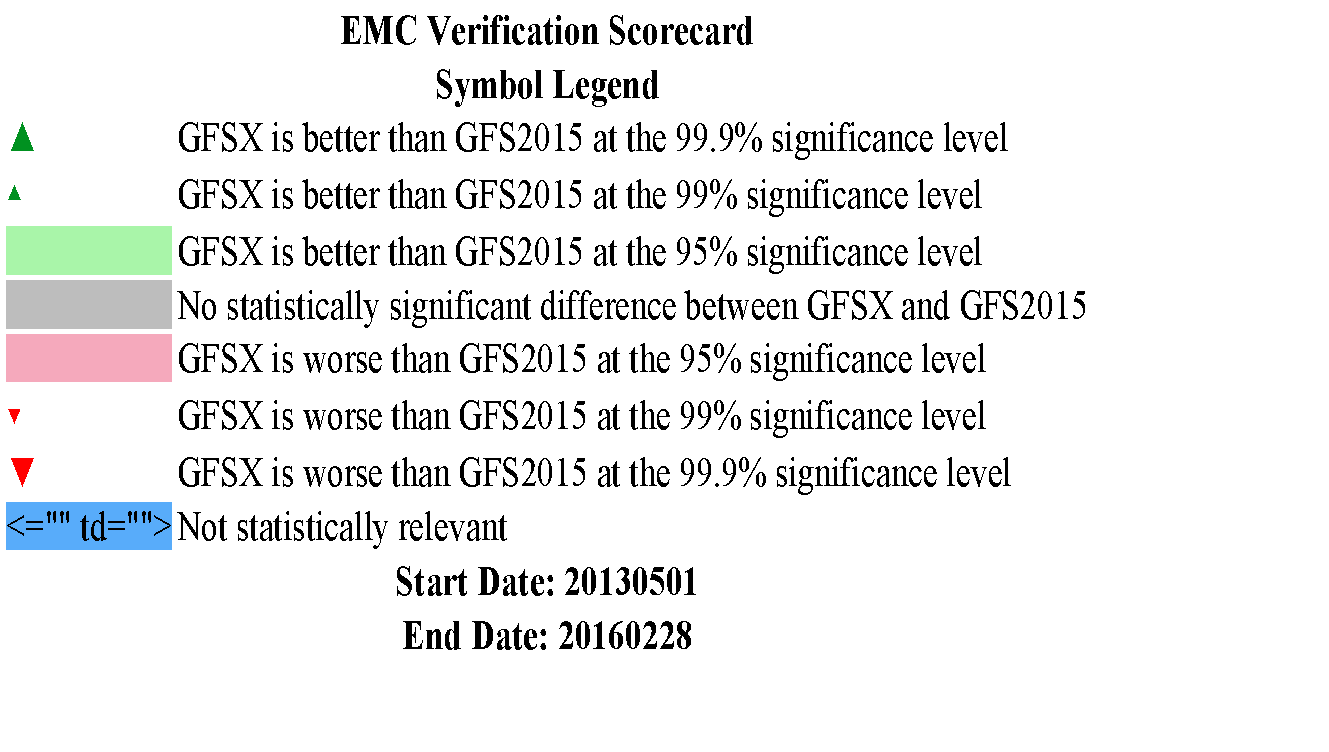 EMC Verification Scorecard
Symbol Legend
GFSX is better than GFS2015 at the 99.9% significance level
GFSX is better than GFS2015 at the 99% significance level
GFSX is better than GFS2015 at the 95% significance level
No statistically significant difference between GFSX and GFS2015
GFSX is worse than GFS2015 at the 95% significance level
GFSX is worse than GFS2015 at the 99% significance level
GFSX is worse than GFS2015 at the 99.9% significance level
<="" td=""> Not statistically relevant
Start Date: 20130501
End Date: 20160228